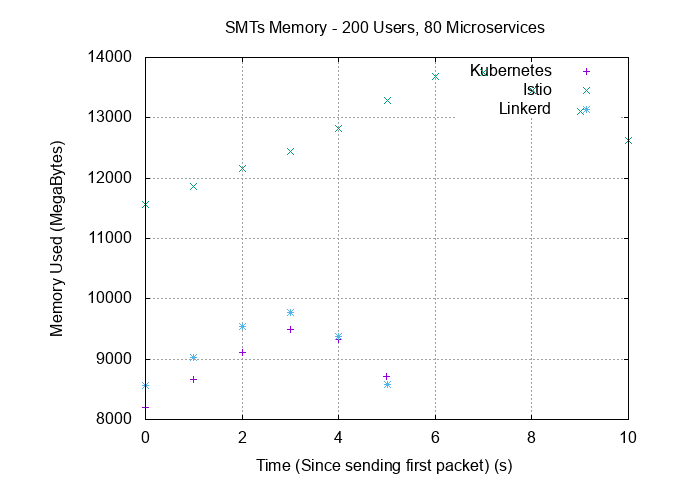 SMTs Memory - 200 Users, 80 Microservices
14000
13000
12000
11000
10000
9000
8000
Memory Used (MegaBytes)
Kubernetes
Istio
Linkerd
0 2 4 6 8 10
Time (Since sending first packet) (s)